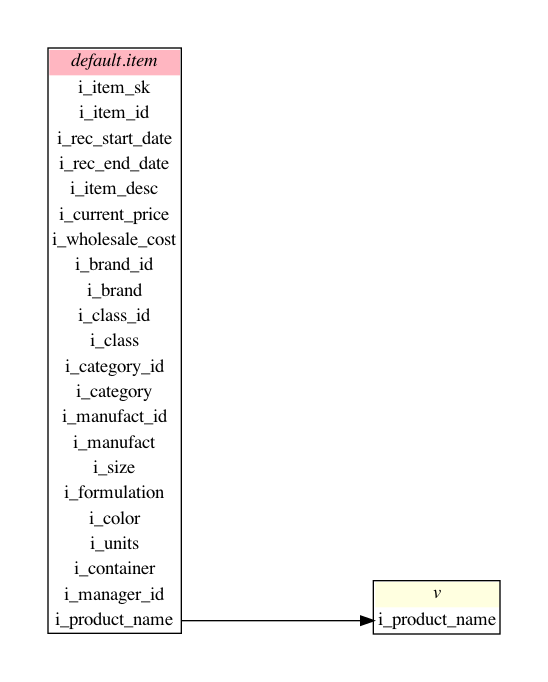 default.item
i_item_sk
i_item_id
i_rec_start_date
i_rec_end_date
i_item_desc
i_current_price
i_wholesale_cost
i_brand_id
i_brand
i_class_id
i_class
i_category_id
i_category
i_manufact_id
i_manufact
i_size
i_formulation
i_color
i_units
i_container
i_manager_id
i_product_name
v
i_product_name